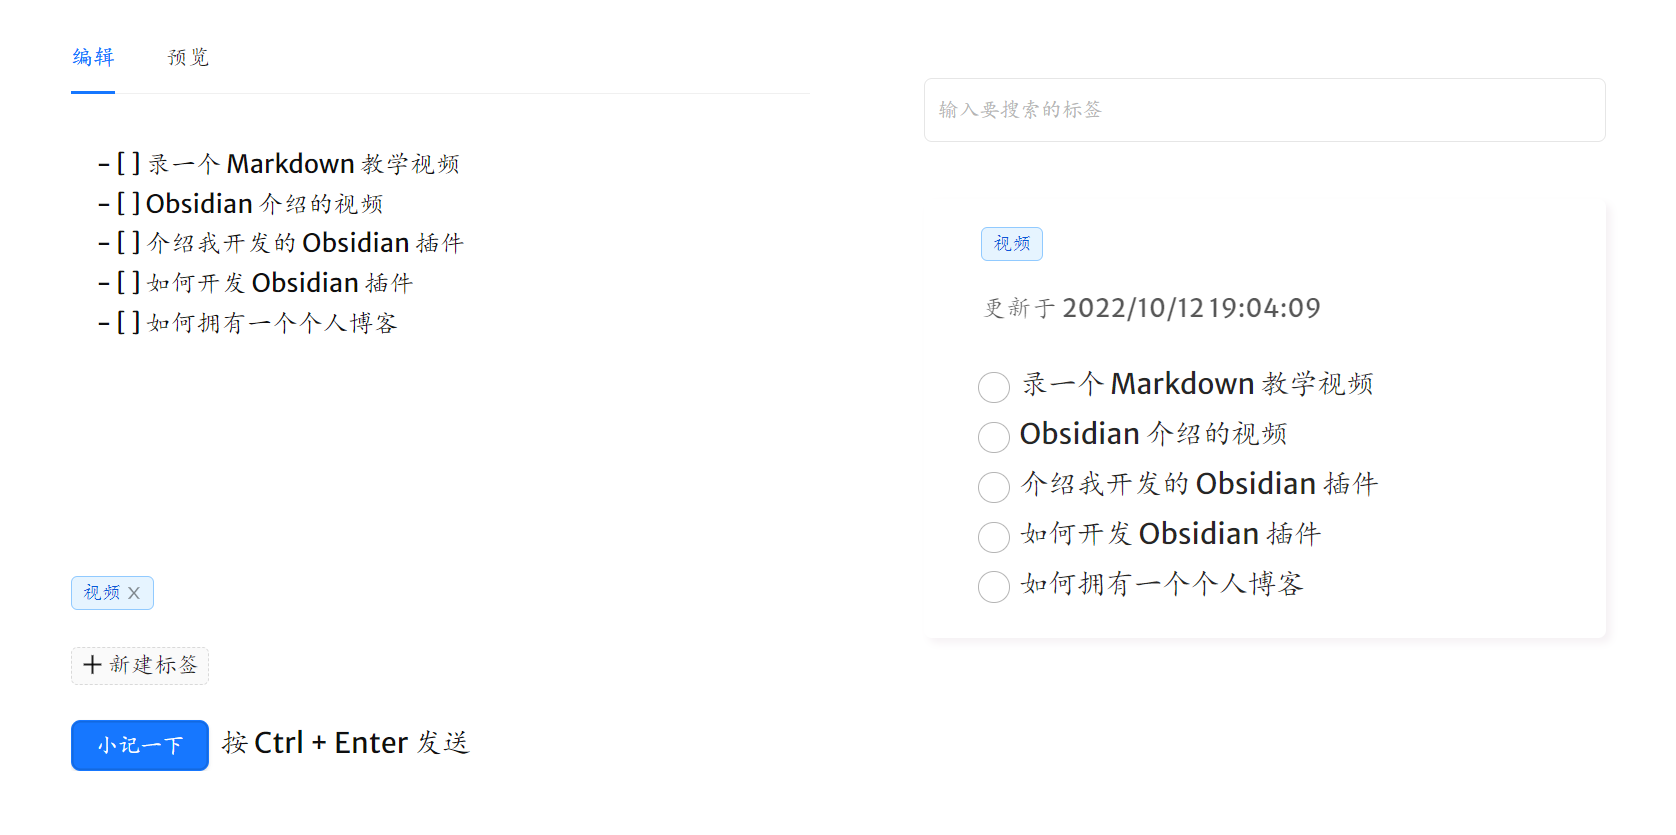 编辑 预览
- [ ] 录一个 Markdown 教学视频
- [ ] Obsidian 介绍的视频
- [ ] 介绍我开发的 Obsidian 插件
- [ ] 如何开发 Obsidian 插件
- [ ] 如何拥有一个个人博客
视频 X
+ 新建标签
小记一下 按 Ctrl + Enter 发送
输入要搜索的标签
视频
更新于 2022/10/12 19:04:09
录一个 Markdown 教学视频
Obsidian 介绍的视频
介绍我开发的 Obsidian 插件
如何开发 Obsidian 插件
如何拥有一个个人博客